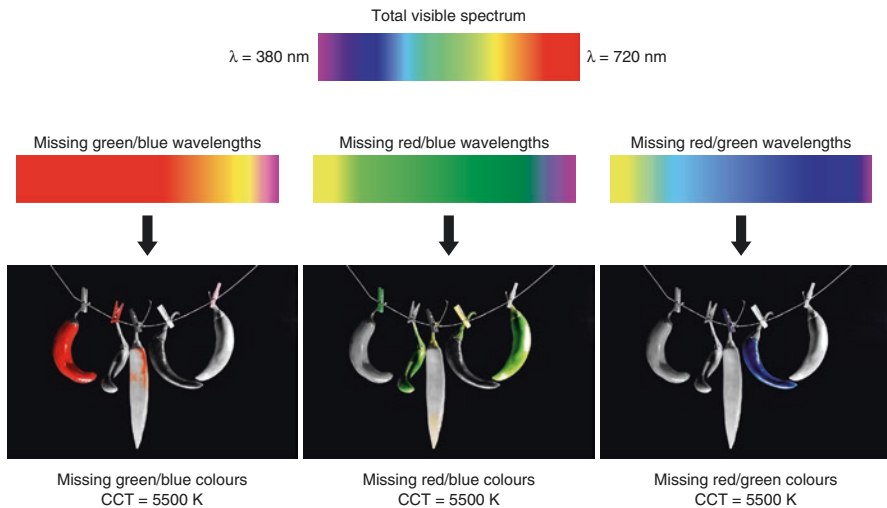 Total visible spectrum
λ = 380 nm
λ = 720 nm
Missing green/blue wavelengths
Missing red/blue wavelengths
Missing red/green wavelengths
Missing green/blue colours
CCT = 5500 K
Missing red/blue colours
CCT = 5500 K
Missing red/green colours
CCT = 5500 K